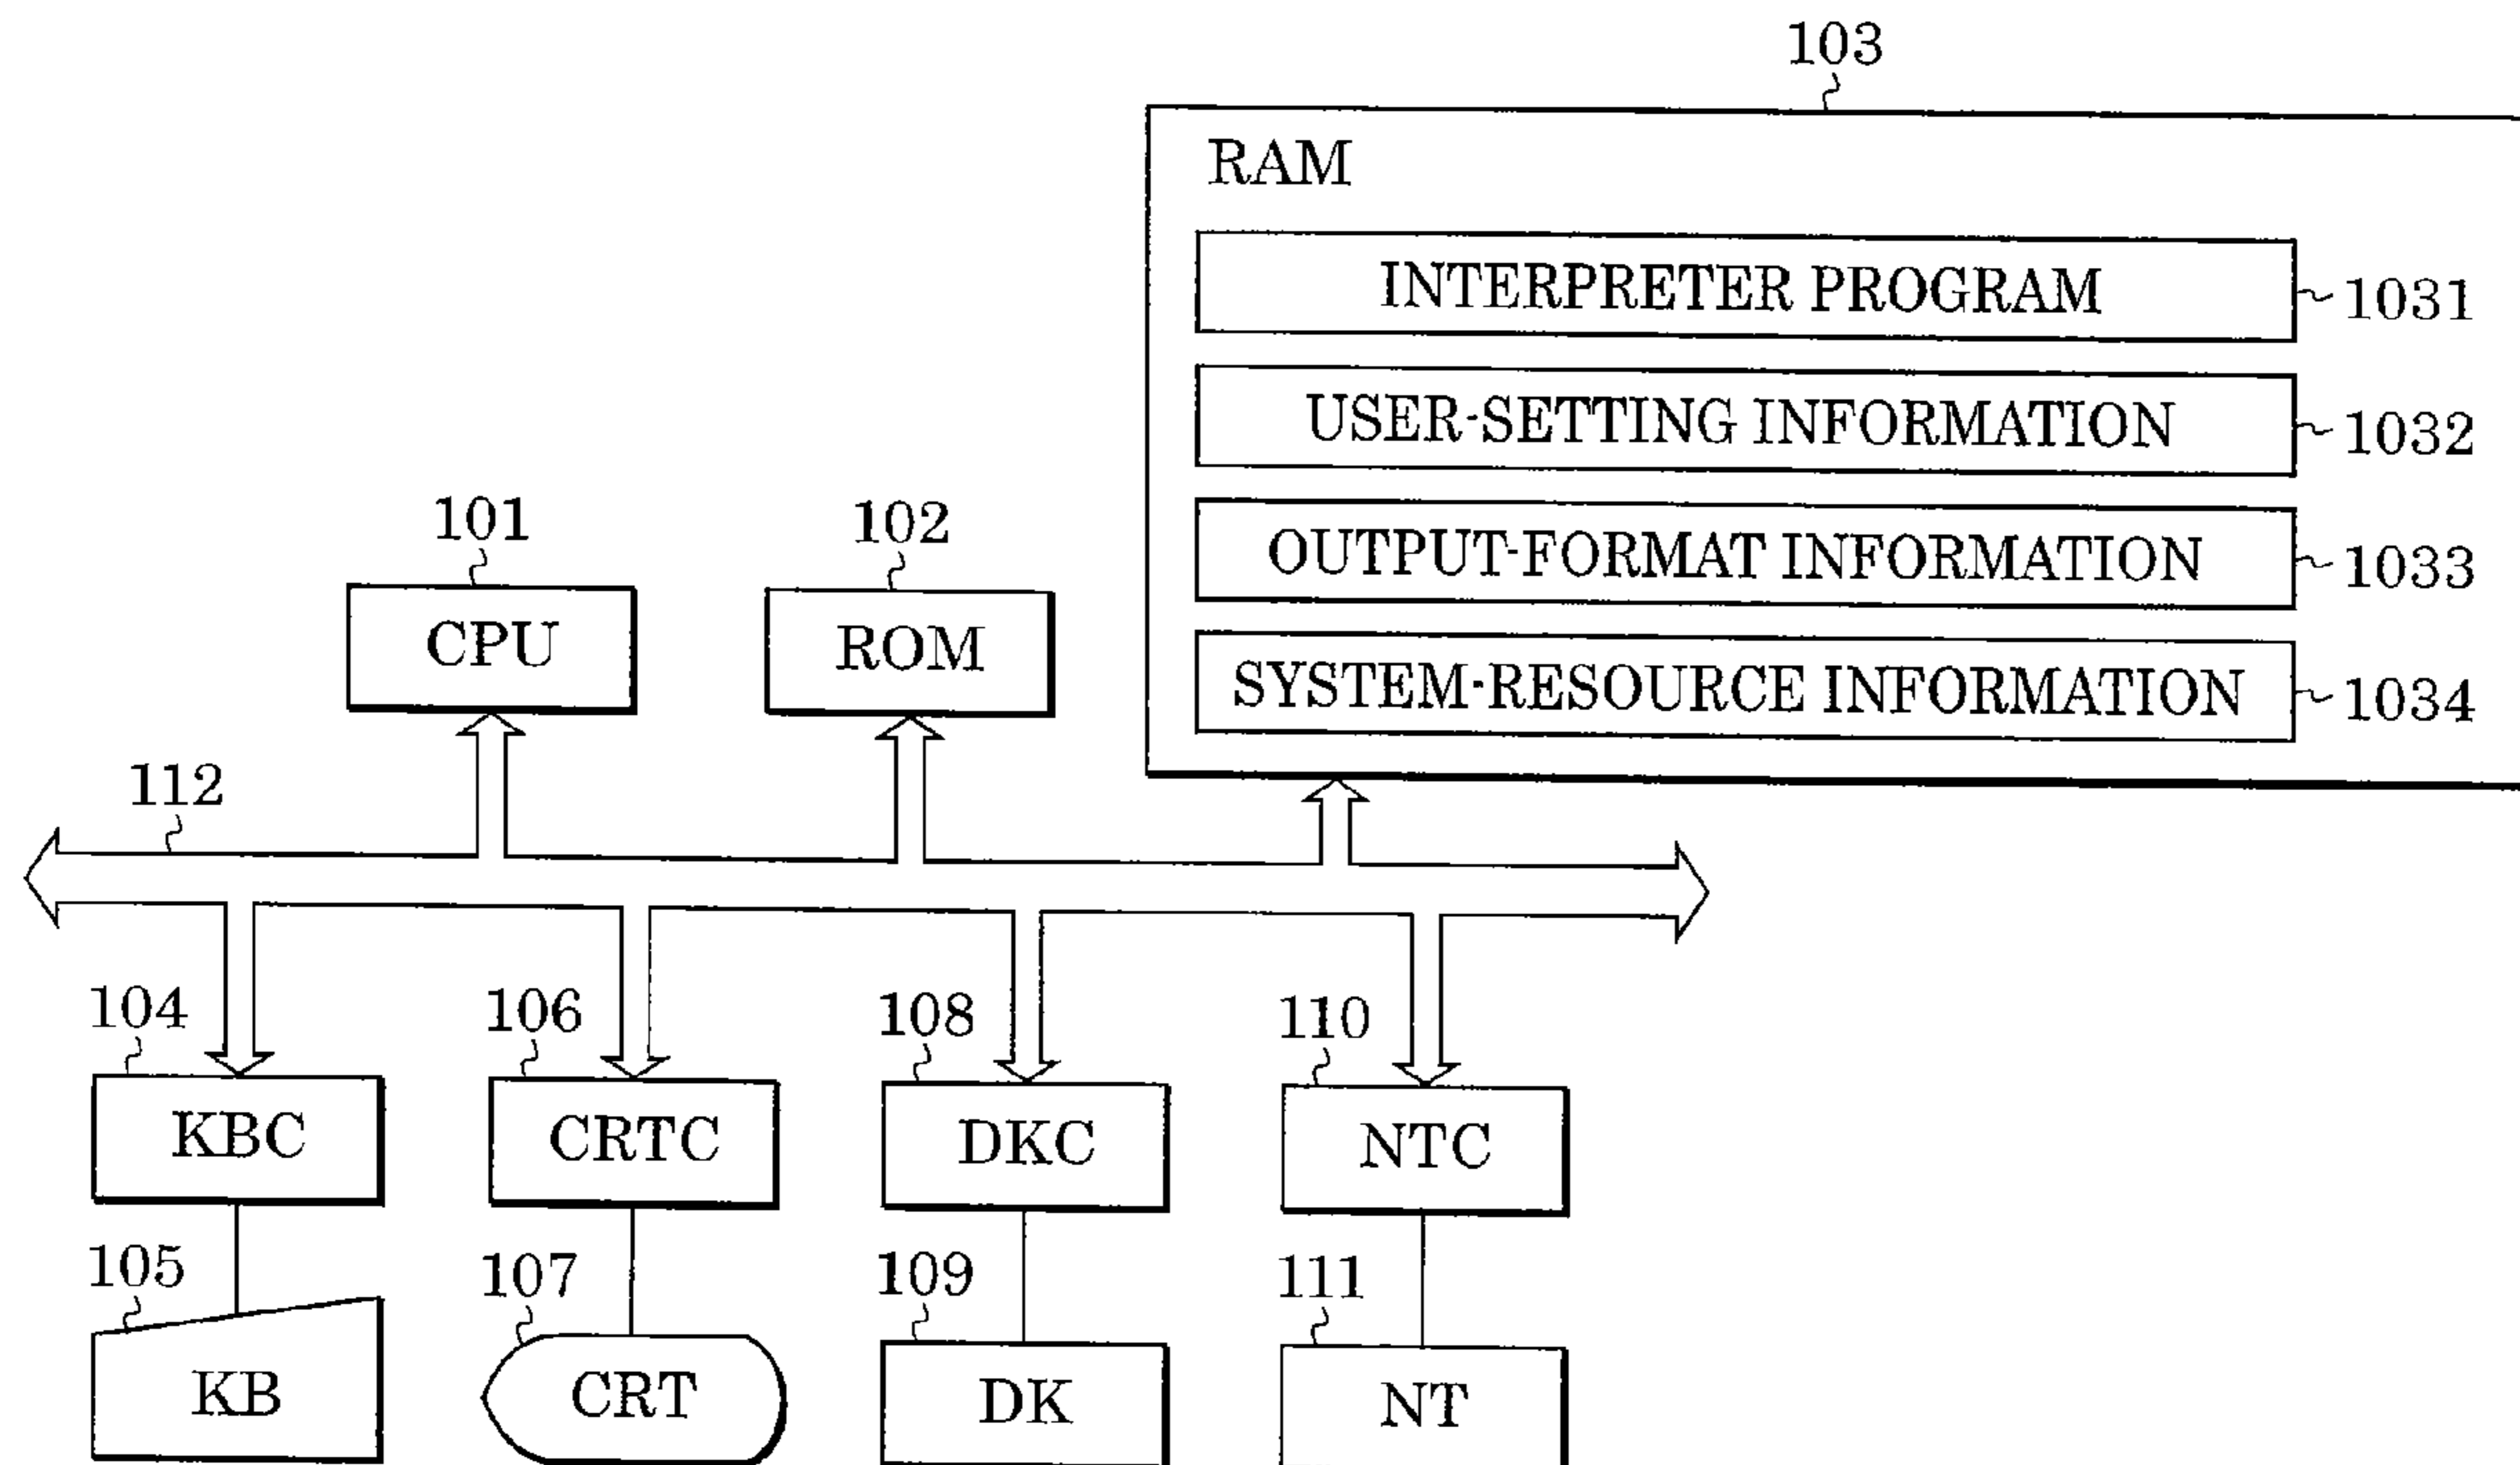 103
RAM
INTERPRETER PROGRAM
1031
USER-SETTING INFORMATION
1032
OUTPUT-FORMAT INFORMATION
1033
SYSTEM-RESOURCE INFORMATION
1034
101
CPU
102
ROM
112
104
KBC
106
CRTC
108
DKC
110
NTC
105
KB
107
CRT
109
DK
111
NT